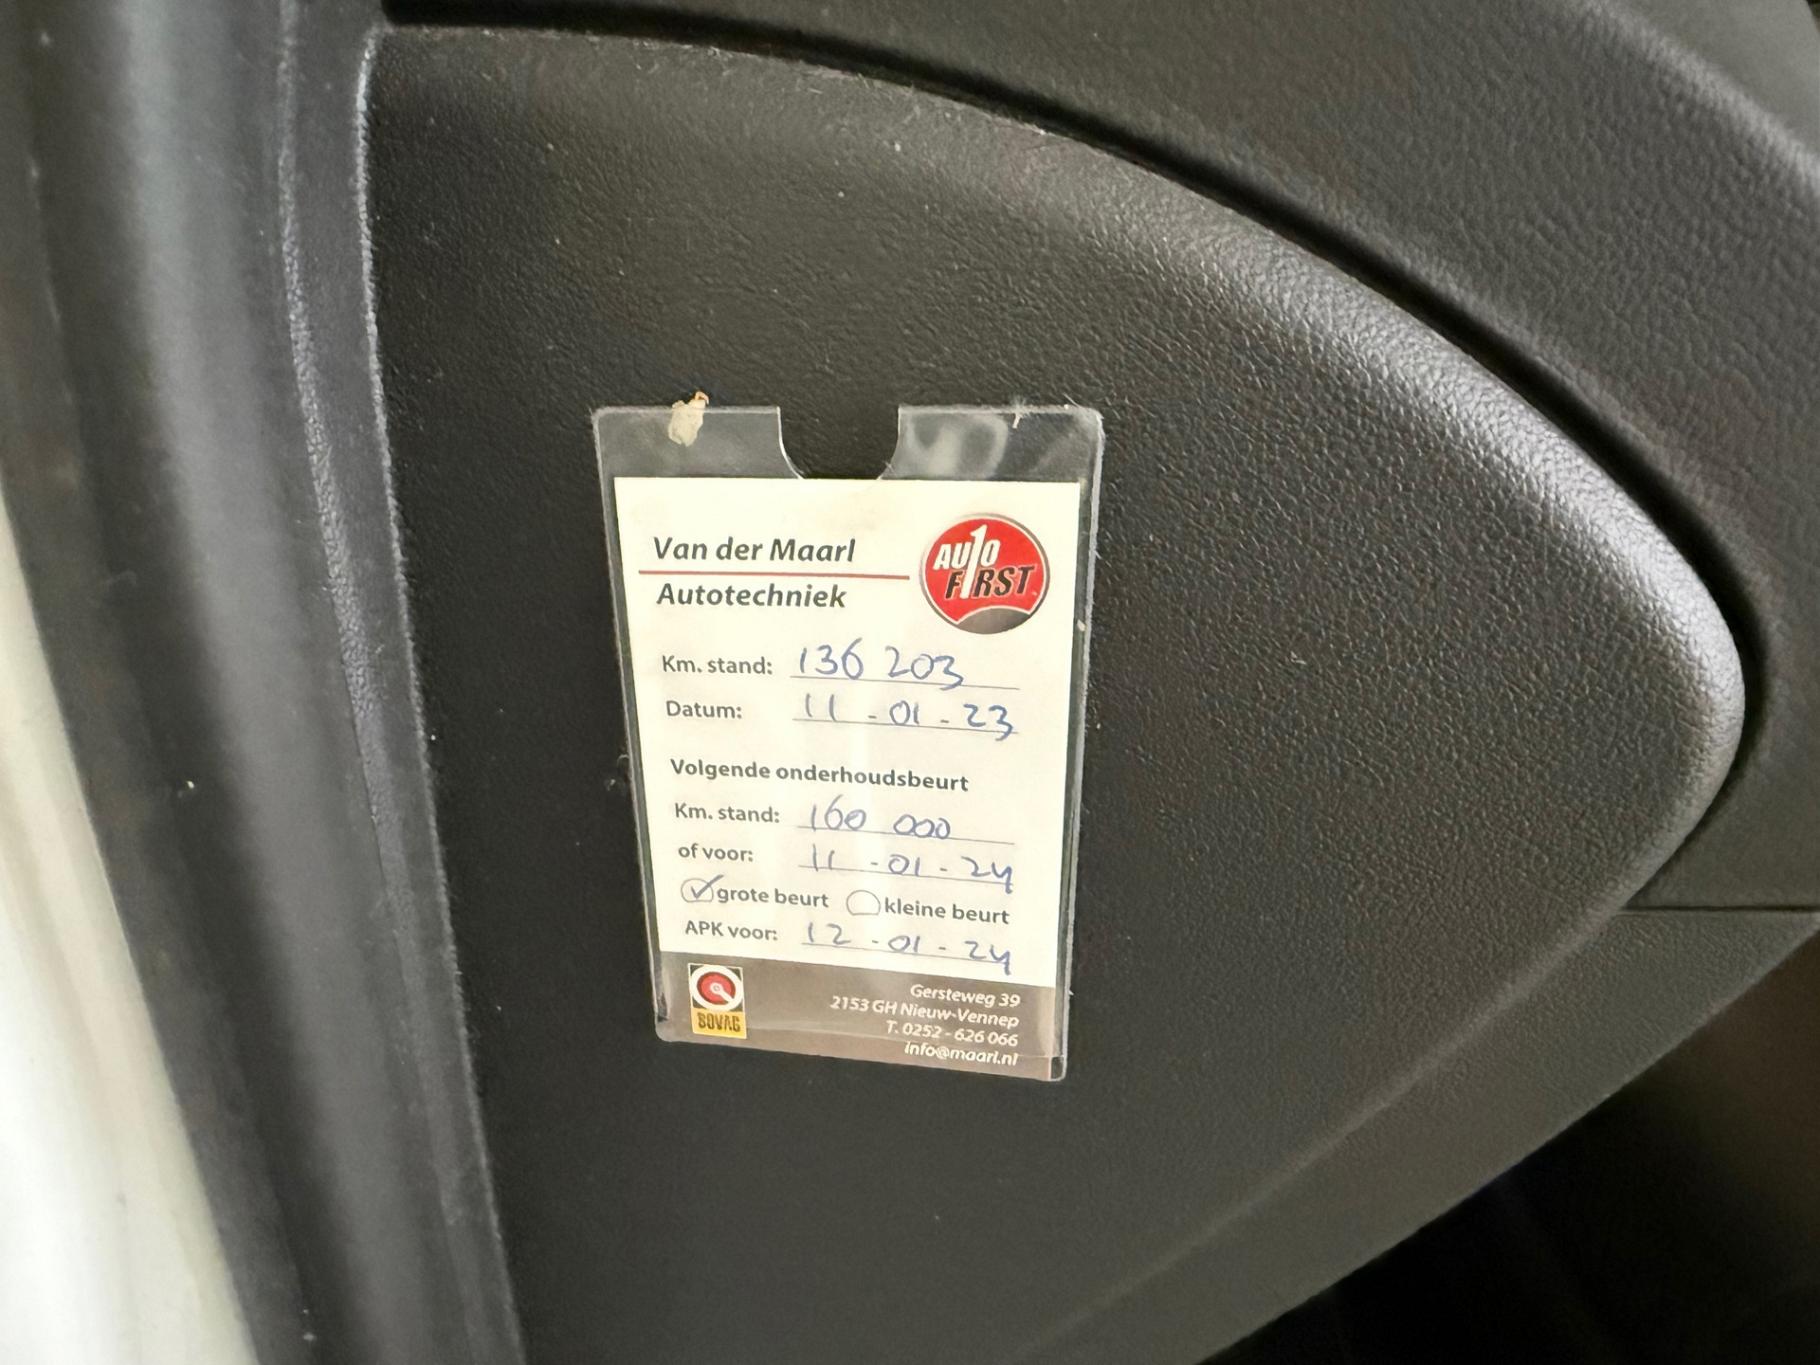 Van der Maarl
Autotechniek
AUTO
FIRST
Km. stand: 136 203
Datum: 11-01-23
Volgende onderhoudsbeurt
Km. stand: 160 000
of voor: 11-01-24
grote beurt kleine beurt
APK voor: 12-01-24
BOVAG
Gersteweg 39
2153 GH Nieuw-Vennep
T. 0252-626 066
info@maarl.nl